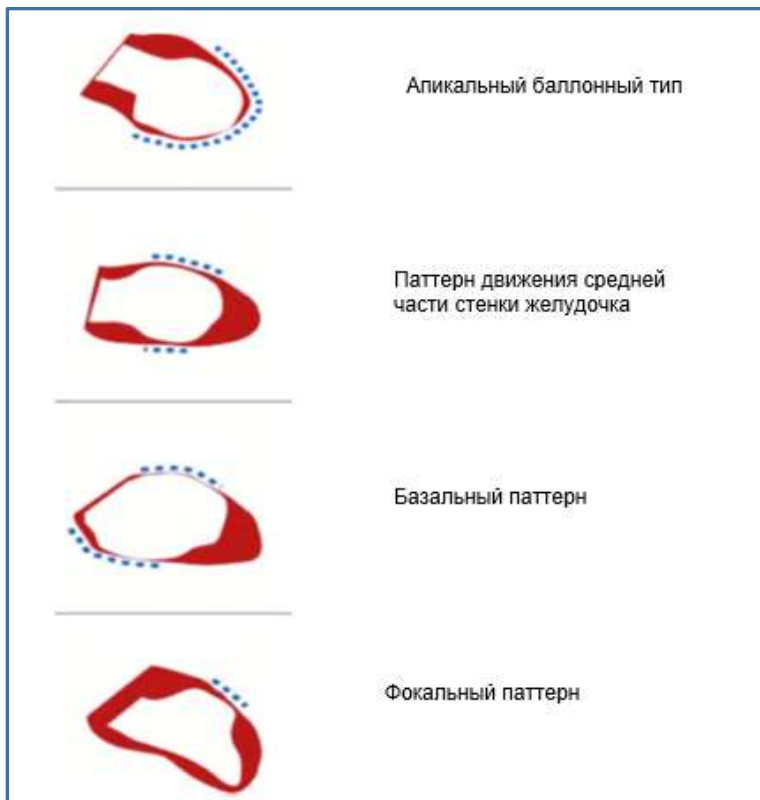 Апикальный баллонный тип
Паттерн движения средней
части стенки желудочка
Базальный паттерн
Фокальный паттерн